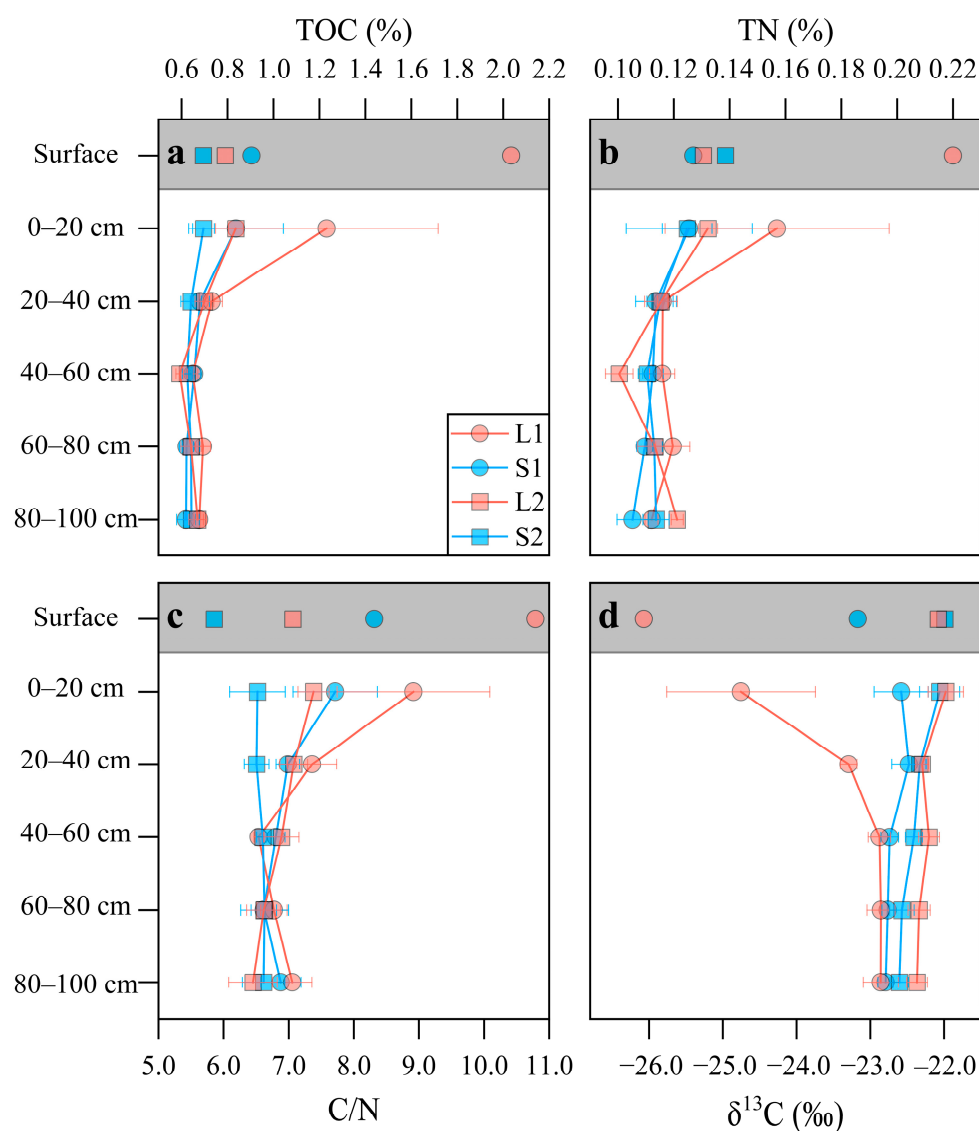 TOC (%) TN (%)
0.6 0.8 1.0 1.2 1.4 1.6 1.8 2.0 2.2 0.10 0.12 0.14 0.16 0.18 0.20 0.22
Surface a b
0–20 cm
20–40 cm
40–60 cm
60–80 cm
80–100 cm
L1
S1
L2
S2
Surface c d
0–20 cm
20–40 cm
40–60 cm
60–80 cm
80–100 cm
5.0 6.0 7.0 8.0 9.0 10.0 11.0 −26.0 −25.0 −24.0 −23.0 −22.0
C/N δ¹³C (‰)